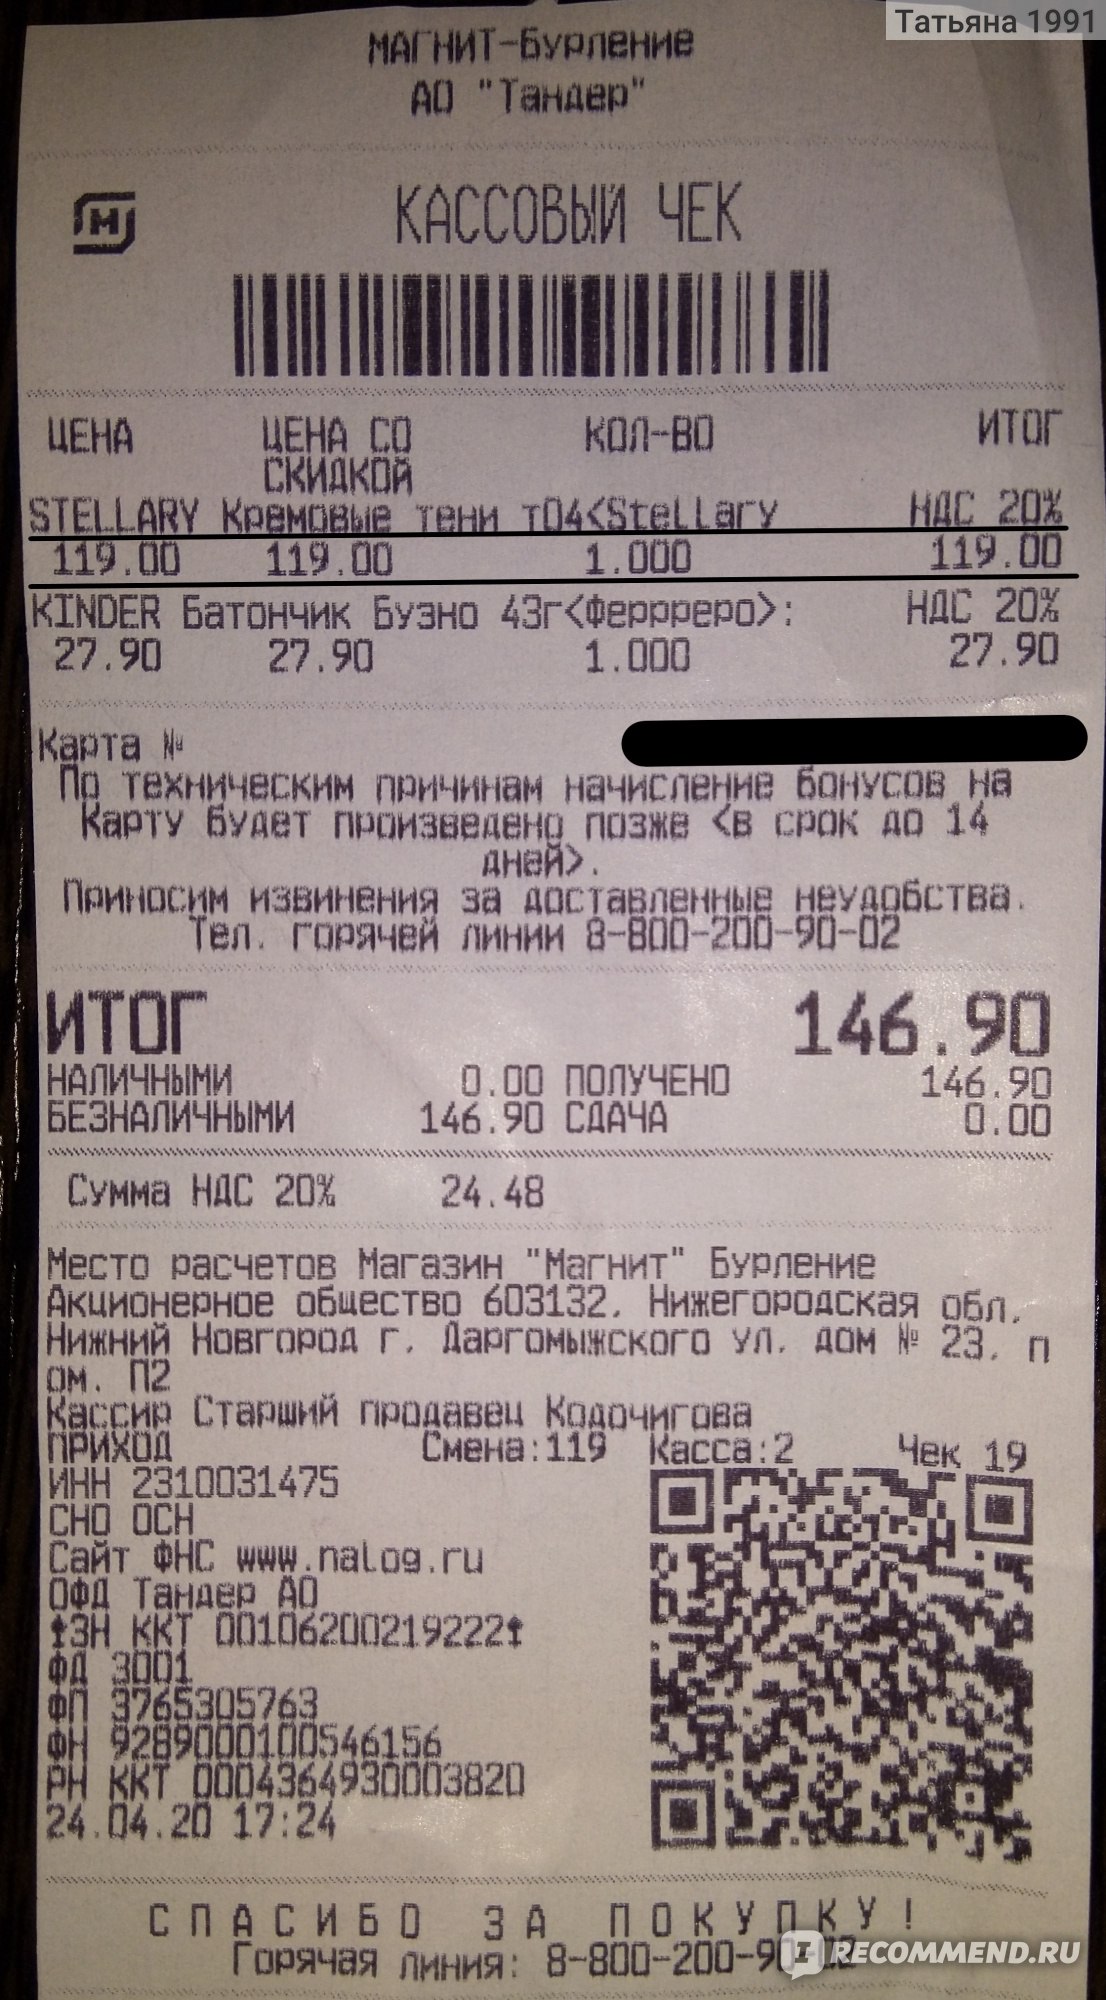 Татьяна 1991
МАГНИТ-Бурление
АО "Тандер"
М
КАССОВЫЙ ЧЕК
ЦЕНА ЦЕНА СО СКИДКОЙ КОЛ-ВО ИТОГ
STELLARY Кремовые тени т04<Stellary НДС 20%
119.00 119.00 1.000 119.00
KINDER Батончик Буэно 43г<Феррреро>: НДС 20%
27.90 27.90 1.000 27.90
Карта №
По техническим причинам начисление бонусов на
Карту будет произведено позже <в срок до 14
дней>.
Приносим извинения за доставленные неудобства.
Тел. горячей линии 8-800-200-90-02
ИТОГ 146.90
НАЛИЧНЫМИ 0.00 ПОЛУЧЕНО 146.90
БЕЗНАЛИЧНЫМИ 146.90 СДАЧА 0.00
Сумма НДС 20% 24.48
Место расчетов Магазин "Магнит" Бурление
Акционерное общество 603132, Нижегородская обл,
Нижний Новгород г, Даргомыжского ул, дом № 23, п
ом. П2
Кассир Старший продавец Кодочигова
ПРИХОД Смена:119 Касса:2 Чек 19
ИНН 2310031475
СНО ОСН
Сайт ФНС www.nalog.ru
ОФД Тандер АО
ЗН ККТ 00106200219222
ФД 3001
ФП 3765305763
ФН 9289000100546156
РН ККТ 0004364930003820
24.04.20 17:24
СПАСИБО ЗА ПОКУПКУ!
Горячая линия: 8-800-200-90-02
IRECOMMEND.RU